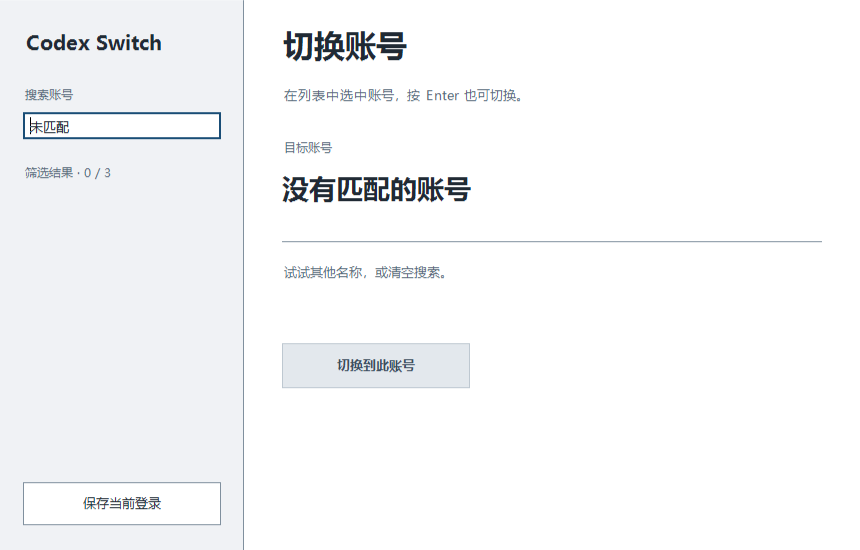 Codex Switch
搜索账号
未匹配
筛选结果 · 0 / 3
保存当前登录
切换账号
在列表中选中账号，按 Enter 也可切换。
目标账号
没有匹配的账号
试试其他名称，或清空搜索。
切换到此账号